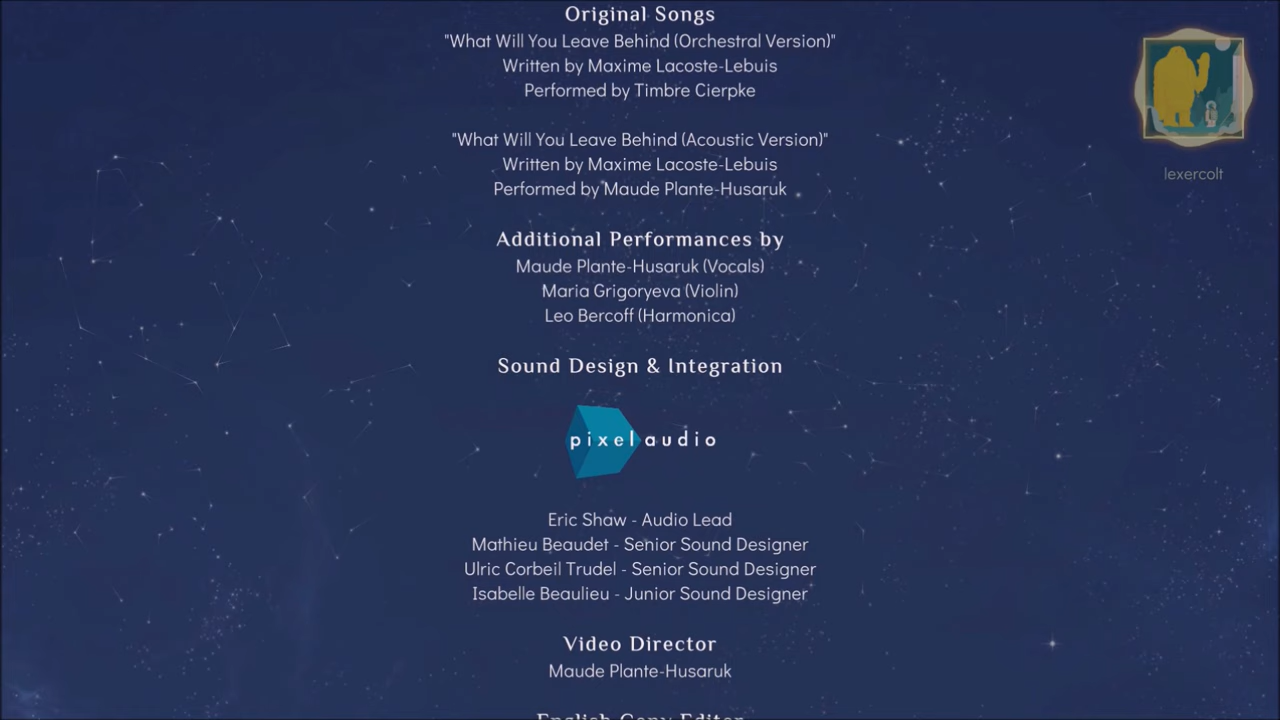 Original Songs
"What Will You Leave Behind (Orchestral Version)"
Written by Maxime Lacoste-Lebuis
Performed by Timbre Cierpke
"What Will You Leave Behind (Acoustic Version)"
Written by Maxime Lacoste-Lebuis
Performed by Maude Plante-Husaruk
lexercolt
Additional Performances by
Maude Plante-Husaruk (Vocals)
Maria Grigoryeva (Violin)
Leo Bercoff (Harmonica)
Sound Design & Integration
pixelaudio
Eric Shaw - Audio Lead
Mathieu Beaudet - Senior Sound Designer
Ulric Corbeil Trudel - Senior Sound Designer
Isabelle Beaulieu - Junior Sound Designer
Video Director
Maude Plante-Husaruk
English Copy Editor